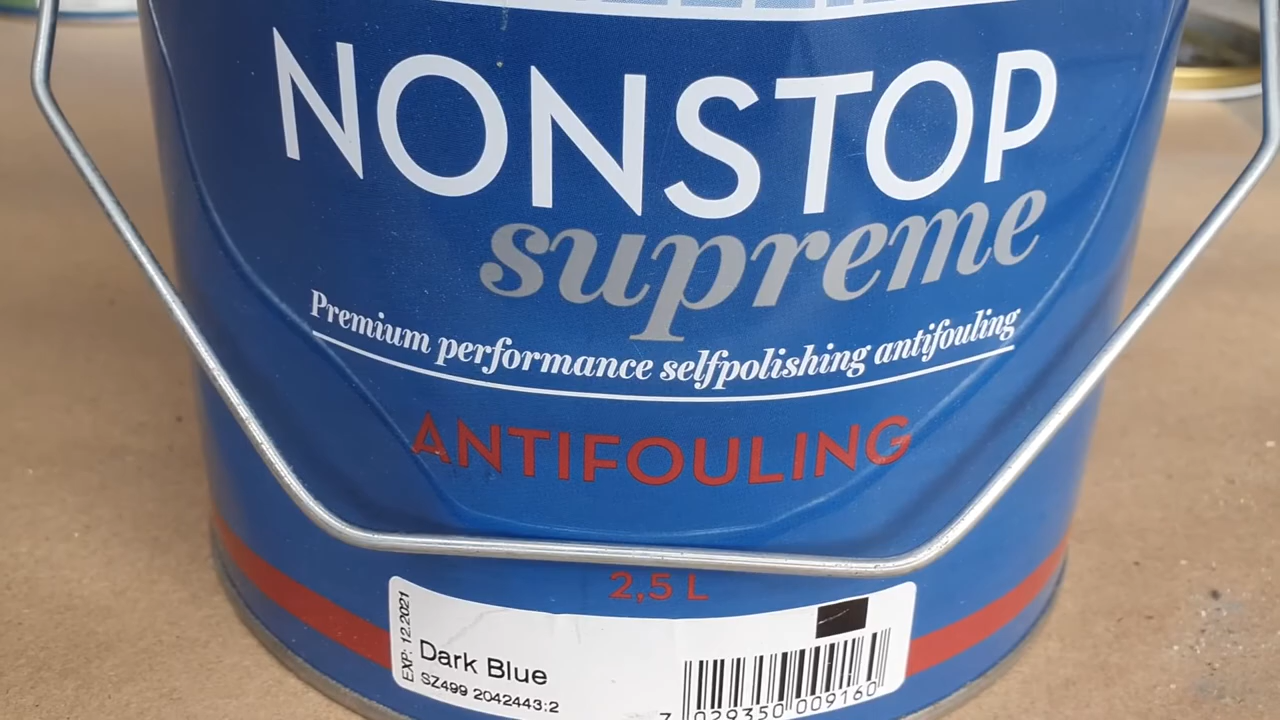 NONSTOP
supreme
Premium performance selfpolishing antifouling
ANTIFOULING
2,5 L
EXP: 12.2021
Dark Blue
SZ499 2042443:2
7 029350 009160